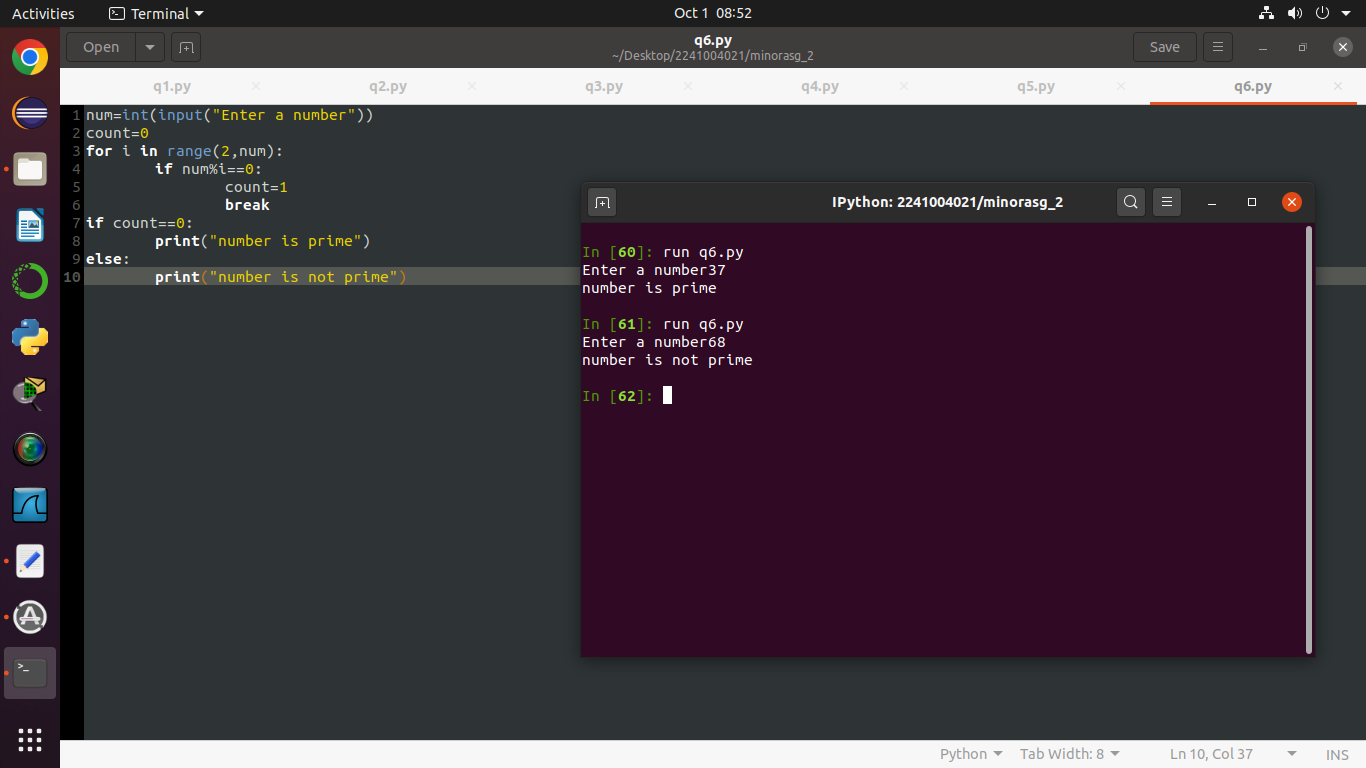 Activities Terminal Oct 1 08:52
Open q6.py Save
~/Desktop/2241004021/minorasg_2
q1.py q2.py q3.py q4.py q5.py q6.py
1 num=int(input("Enter a number"))
2 count=0
3 for i in range(2,num):
4 if num%i==0:
5 count=1
6 break
7 if count==0:
8 print("number is prime")
9 else:
10 print("number is not prime")
IPython: 2241004021/minorasg_2
In [60]: run q6.py
Enter a number37
number is prime
In [61]: run q6.py
Enter a number68
number is not prime
In [62]:
Python Tab Width: 8 Ln 10, Col 37 INS